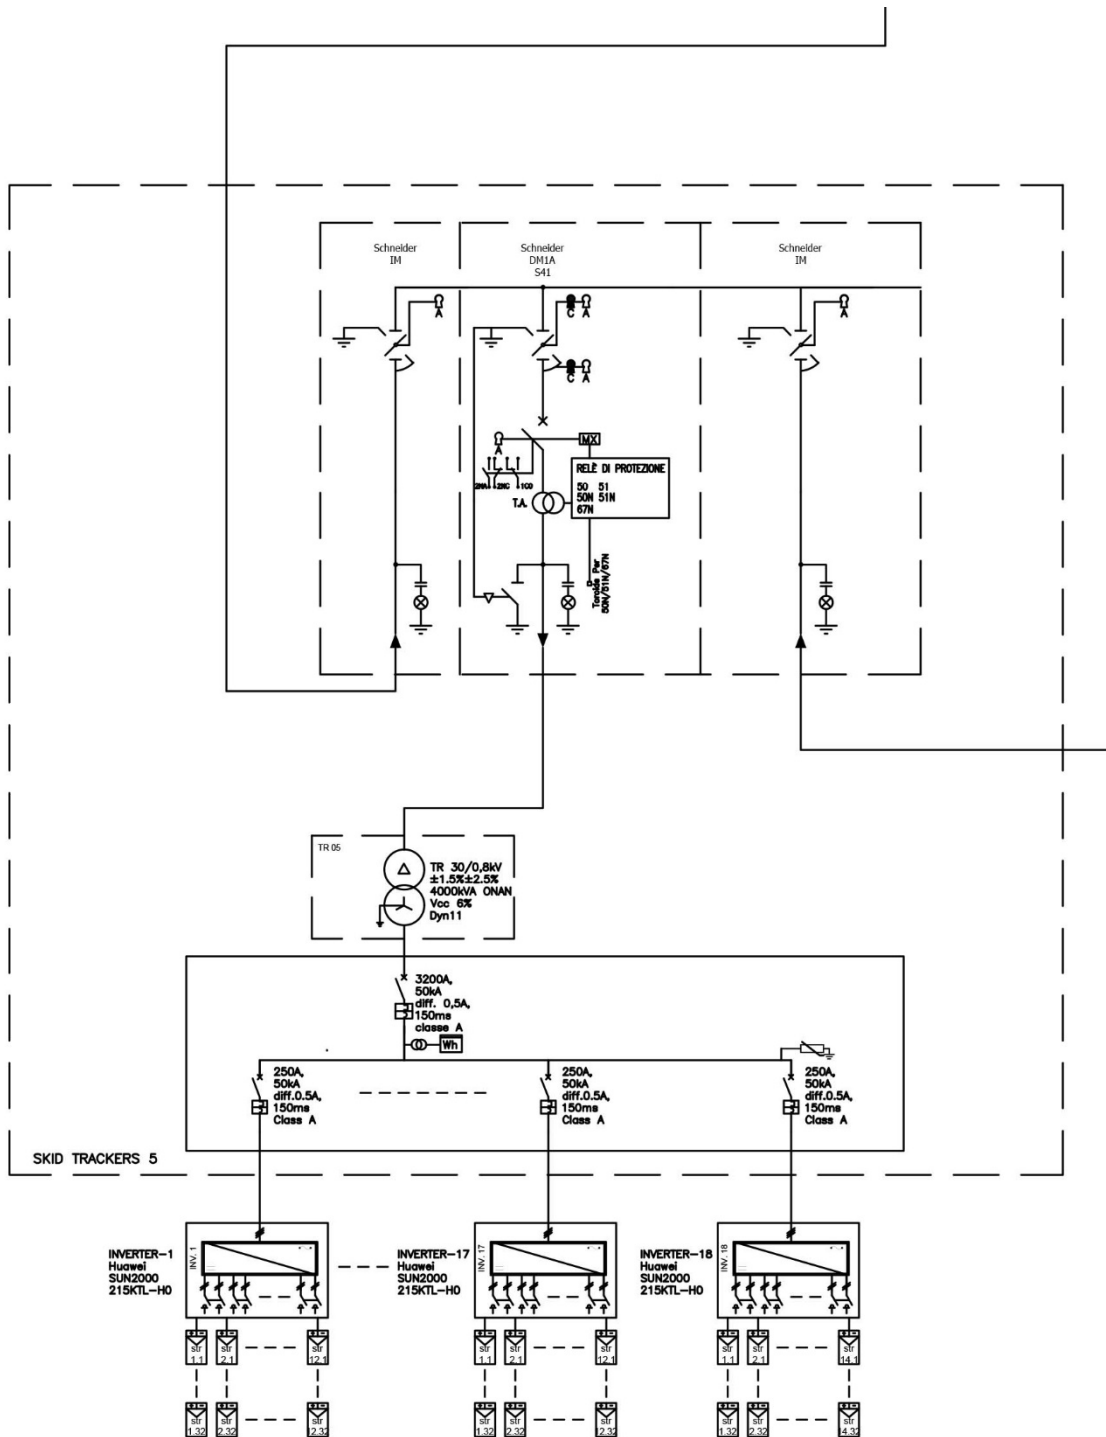 Schneider
IM
Schneider
DM1A
S41
Schneider
IM
A
C A
A
C A
A
MX
2NA 2NC 1CO
RELÈ DI PROTEZIONE
50 51
50N 51N
67N
T.A.
Toroide Per
50N/51N/67N
TR 05
TR 30/0,8kV
±1.5%±2.5%
4000kVA ONAN
Vcc 6%
Dyn11
3200A,
50kA
diff. 0,5A,
150ms
classe A
Wh
250A,
50kA
diff.0.5A,
150ms
Class A
250A,
50kA
diff.0.5A,
150ms
Class A
250A,
50kA
diff.0.5A,
150ms
Class A
SKID TRACKERS 5
INVERTER-1
Huawei
SUN2000
215KTL-H0
INV. 1
INVERTER-17
Huawei
SUN2000
215KTL-H0
INV. 17
INVERTER-18
Huawei
SUN2000
215KTL-H0
INV. 18
str
1.1
str
2.1
str
12.1
str
1.1
str
2.1
str
12.1
str
1.1
str
2.1
str
14.1
str
1.32
str
2.32
str
2.32
str
1.32
str
2.32
str
2.32
str
1.32
str
2.32
str
4.32